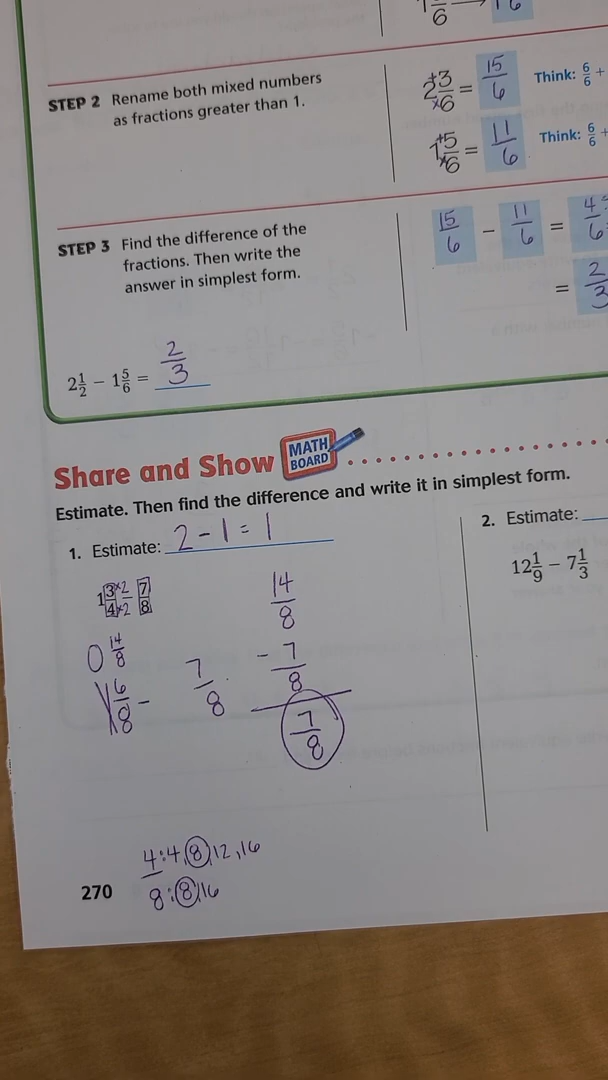 1 —/6 → 1 6
STEP 2 Rename both mixed numbers 2 +3/×6 = 15/6 Think: 6/6 +
as fractions greater than 1. 1 +5/×6 = 11/6 Think: 6/6 +
STEP 3 Find the difference of the 15/6 − 11/6 = 4/6
fractions. Then write the = 2/3
answer in simplest form.
2 1/2 − 1 5/6 = 2/3
Share and Show MATH BOARD
Estimate. Then find the difference and write it in simplest form.
1. Estimate: 2 - 1 = 1
1 3×2/4×2 − 7/8
0 14/8
1 6/8 - 7/8
14/8
- 7/8
7/8
4:4,8,12,16
8:8,16
270
2. Estimate:
12 1/9 − 7 1/3